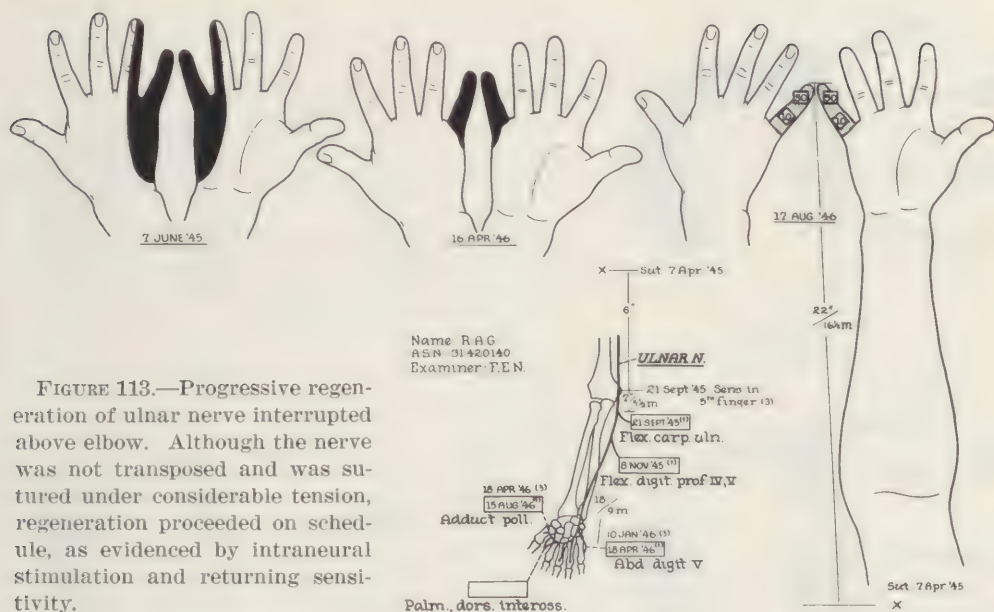 7 JUNE '45
16 APR '46
50
50
17 AUG '46
22"
16½m
Sut 7 Apr '45
X
X Sut 7 Apr '45
6"
Name RAG
ASN 31420140
Examiner F.E.N.
ULNAR N.
21 Sept '45 Sens in
5TH finger (3)
21 SEPT '45 (1)
Flex. carp. uln.
8 NOV '45 (1)
Flex. digit. prof IV, V
18 APR '46 (3)
15 AUG '46
Adduct poll.
18
9 m
10 JAN '46 (3)
18 APR '46
Abd digit V
Palm., dors. inteross.
FIGURE 113.—Progressive regen-
eration of ulnar nerve interrupted
above elbow. Although the nerve
was not transposed and was su-
tured under considerable tension,
regeneration proceeded on sched-
ule, as evidenced by intraneural
stimulation and returning sensi-
tivity.